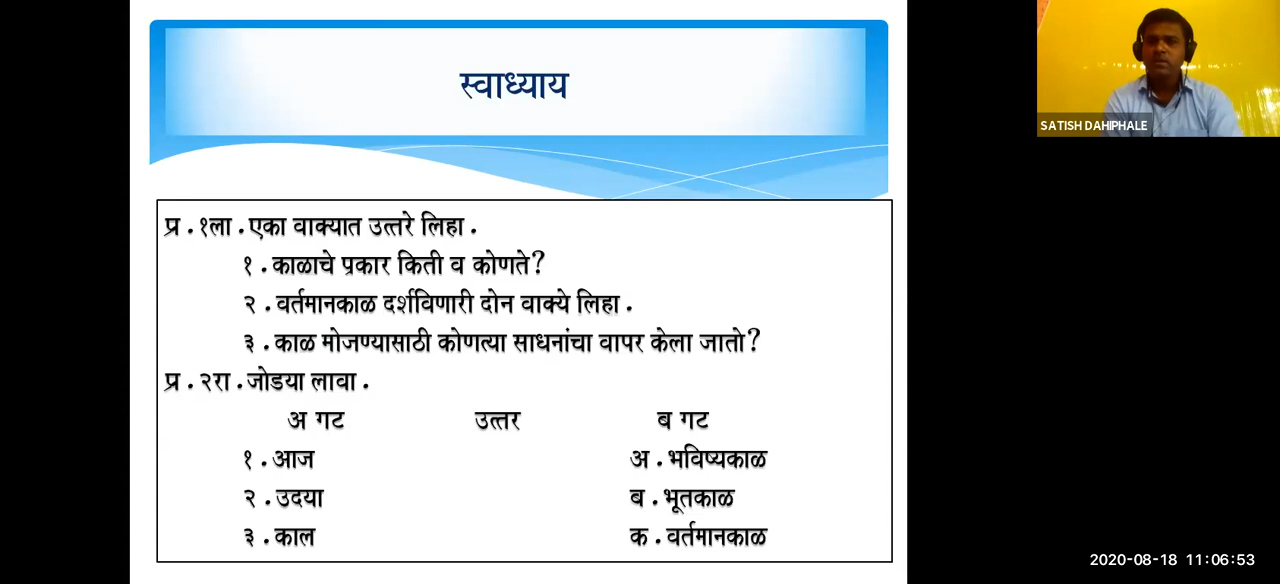 स्वाध्याय
SATISH DAHIPHALE
प्र.१ला.एका वाक्यात उत्तरे लिहा.
१.काळाचे प्रकार किती व कोणते?
२.वर्तमानकाळ दर्शविणारी दोन वाक्ये लिहा.
३.काळ मोजण्यासाठी कोणत्या साधनांचा वापर केला जातो?
प्र.२रा.जोडया लावा.
अ गट उत्तर ब गट
१.आज अ.भविष्यकाळ
२.उदया ब.भूतकाळ
३.काल क.वर्तमानकाळ
2020-08-18 11:06:53